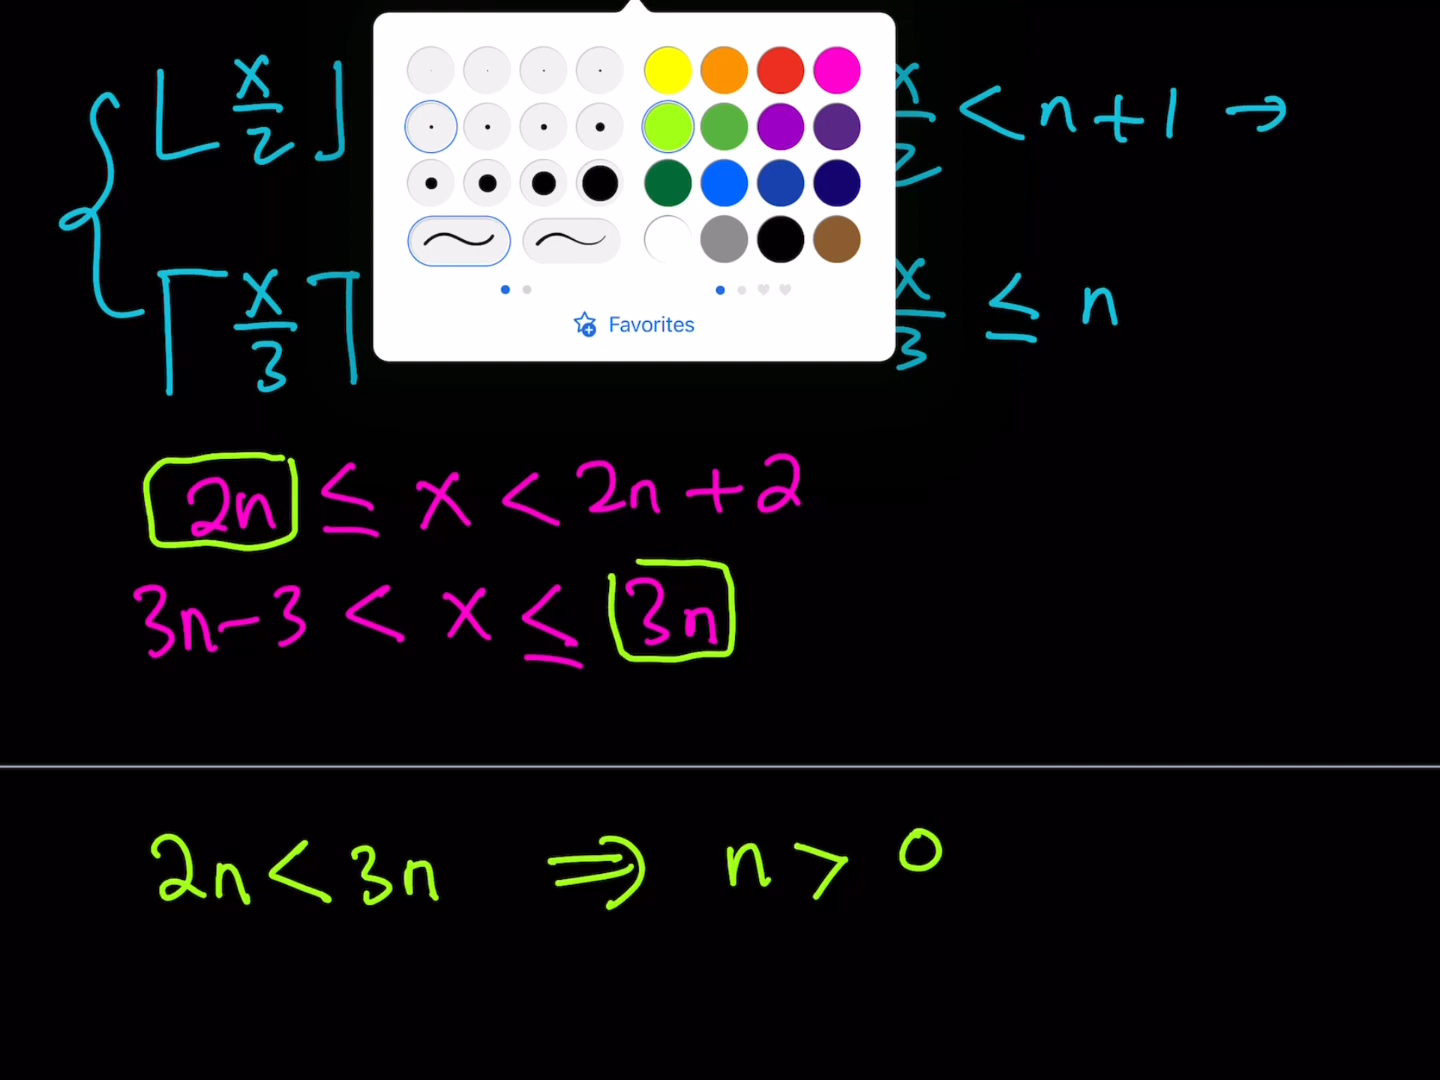 ⌊x/2⌋ x/2 < n + 1 →
⌈x/3⌉ x/3 ≤ n
Favorites
2n ≤ x < 2n + 2
3n - 3 < x ≤ 3n
2n < 3n ⇒ n > 0